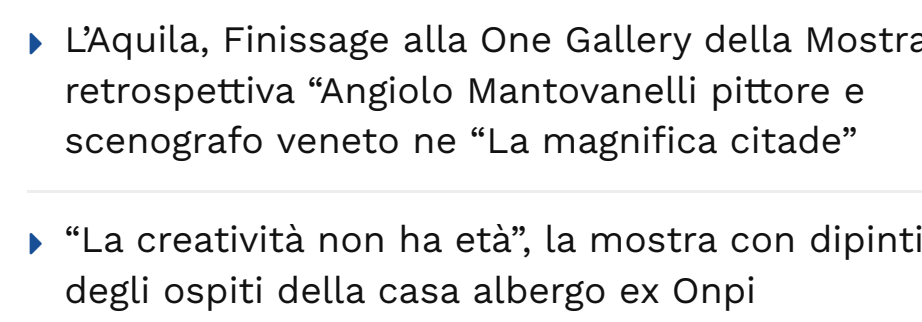 L’Aquila, Finissage alla One Gallery della Mostra
retrospettiva “Angiolo Mantovanelli pittore e
scenografo veneto ne “La magnifica citade”
“La creatività non ha età”, la mostra con dipinti
degli ospiti della casa albergo ex Onpi